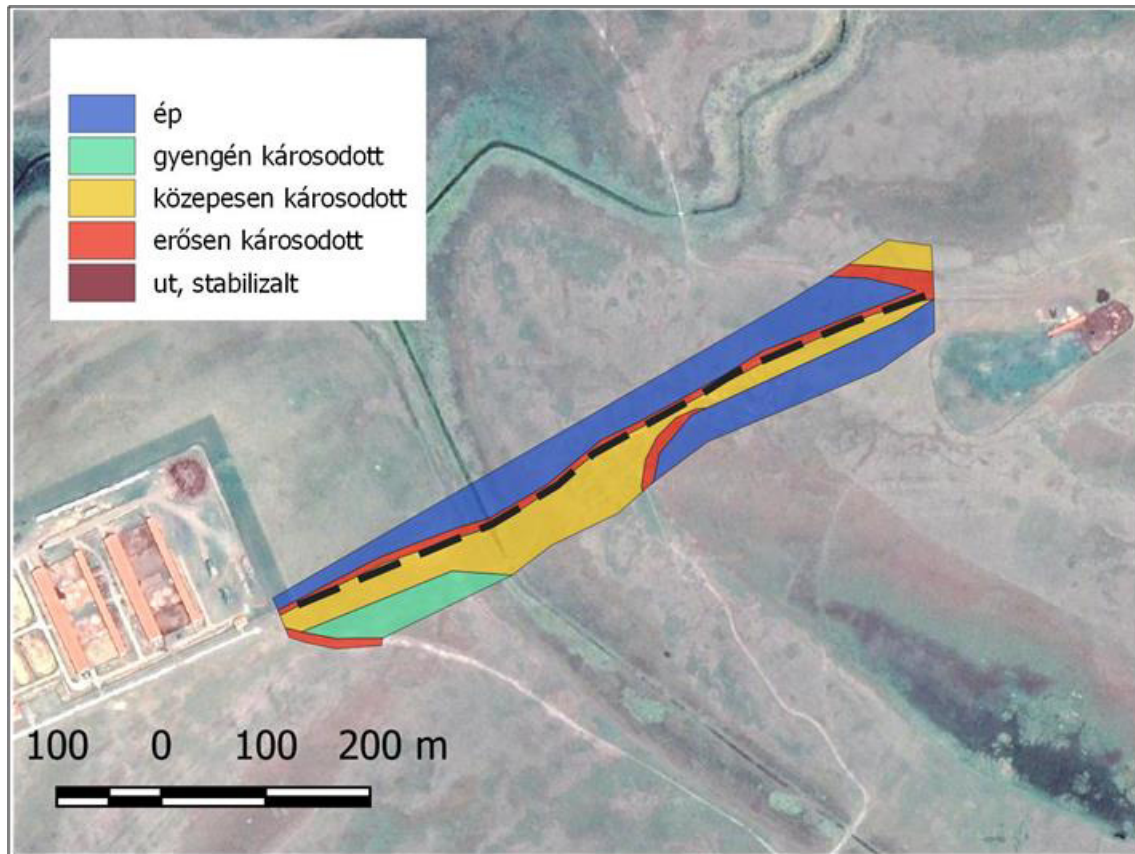 ép
gyengén károsodott
közepesen károsodott
erősen károsodott
ut, stabilizalt
100 0 100 200 m